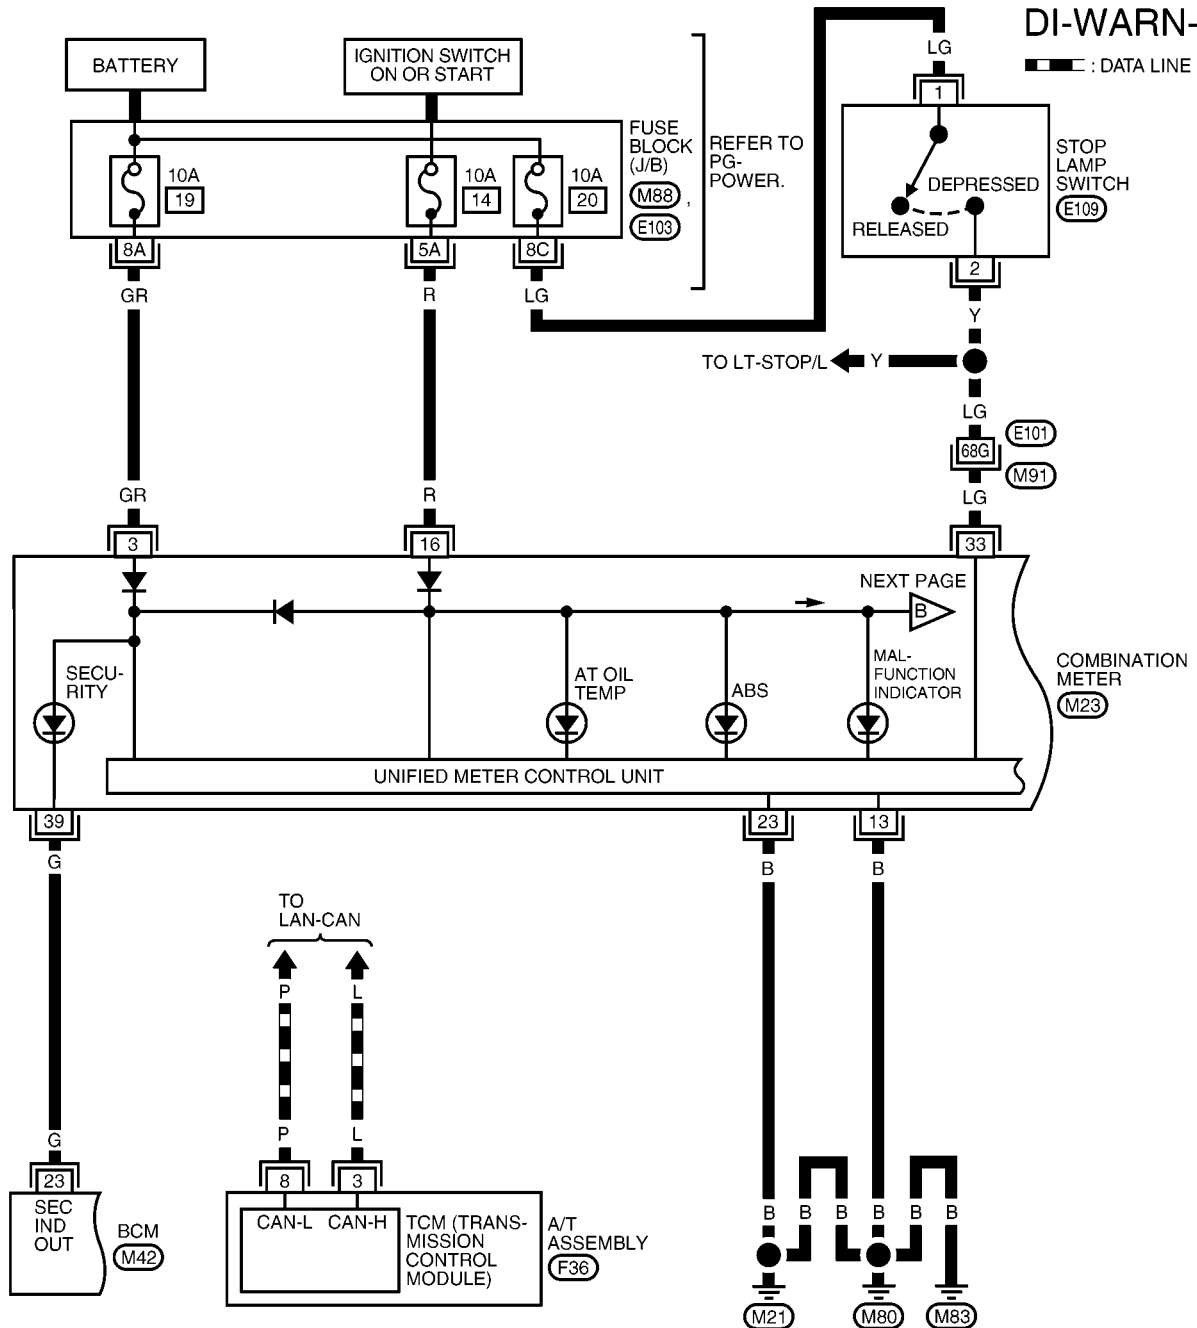 DI-WARN-
: DATA LINE
BATTERY
IGNITION SWITCH
ON OR START
FUSE
BLOCK
(J/B)
M88 ,
E103
REFER TO
PG-
POWER.
10A
19
10A
14
10A
20
8A
5A
8C
GR
R
LG
LG
1
STOP
LAMP
SWITCH
E109
DEPRESSED
RELEASED
2
Y
TO LT-STOP/L
Y
LG
E101
68G
M91
LG
GR
R
3
16
33
NEXT PAGE
B
SECU-
RITY
AT OIL
TEMP
ABS
MAL-
FUNCTION
INDICATOR
COMBINATION
METER
M23
UNIFIED METER CONTROL UNIT
39
23
13
G
B
B
TO
LAN-CAN
P
L
G
P
L
23
8
3
SEC
IND
OUT
BCM
M42
CAN-L
CAN-H
TCM (TRANS-
MISSION
CONTROL
MODULE)
A/T
ASSEMBLY
F36
B
B
B
B
B
B
M21
M80
M83